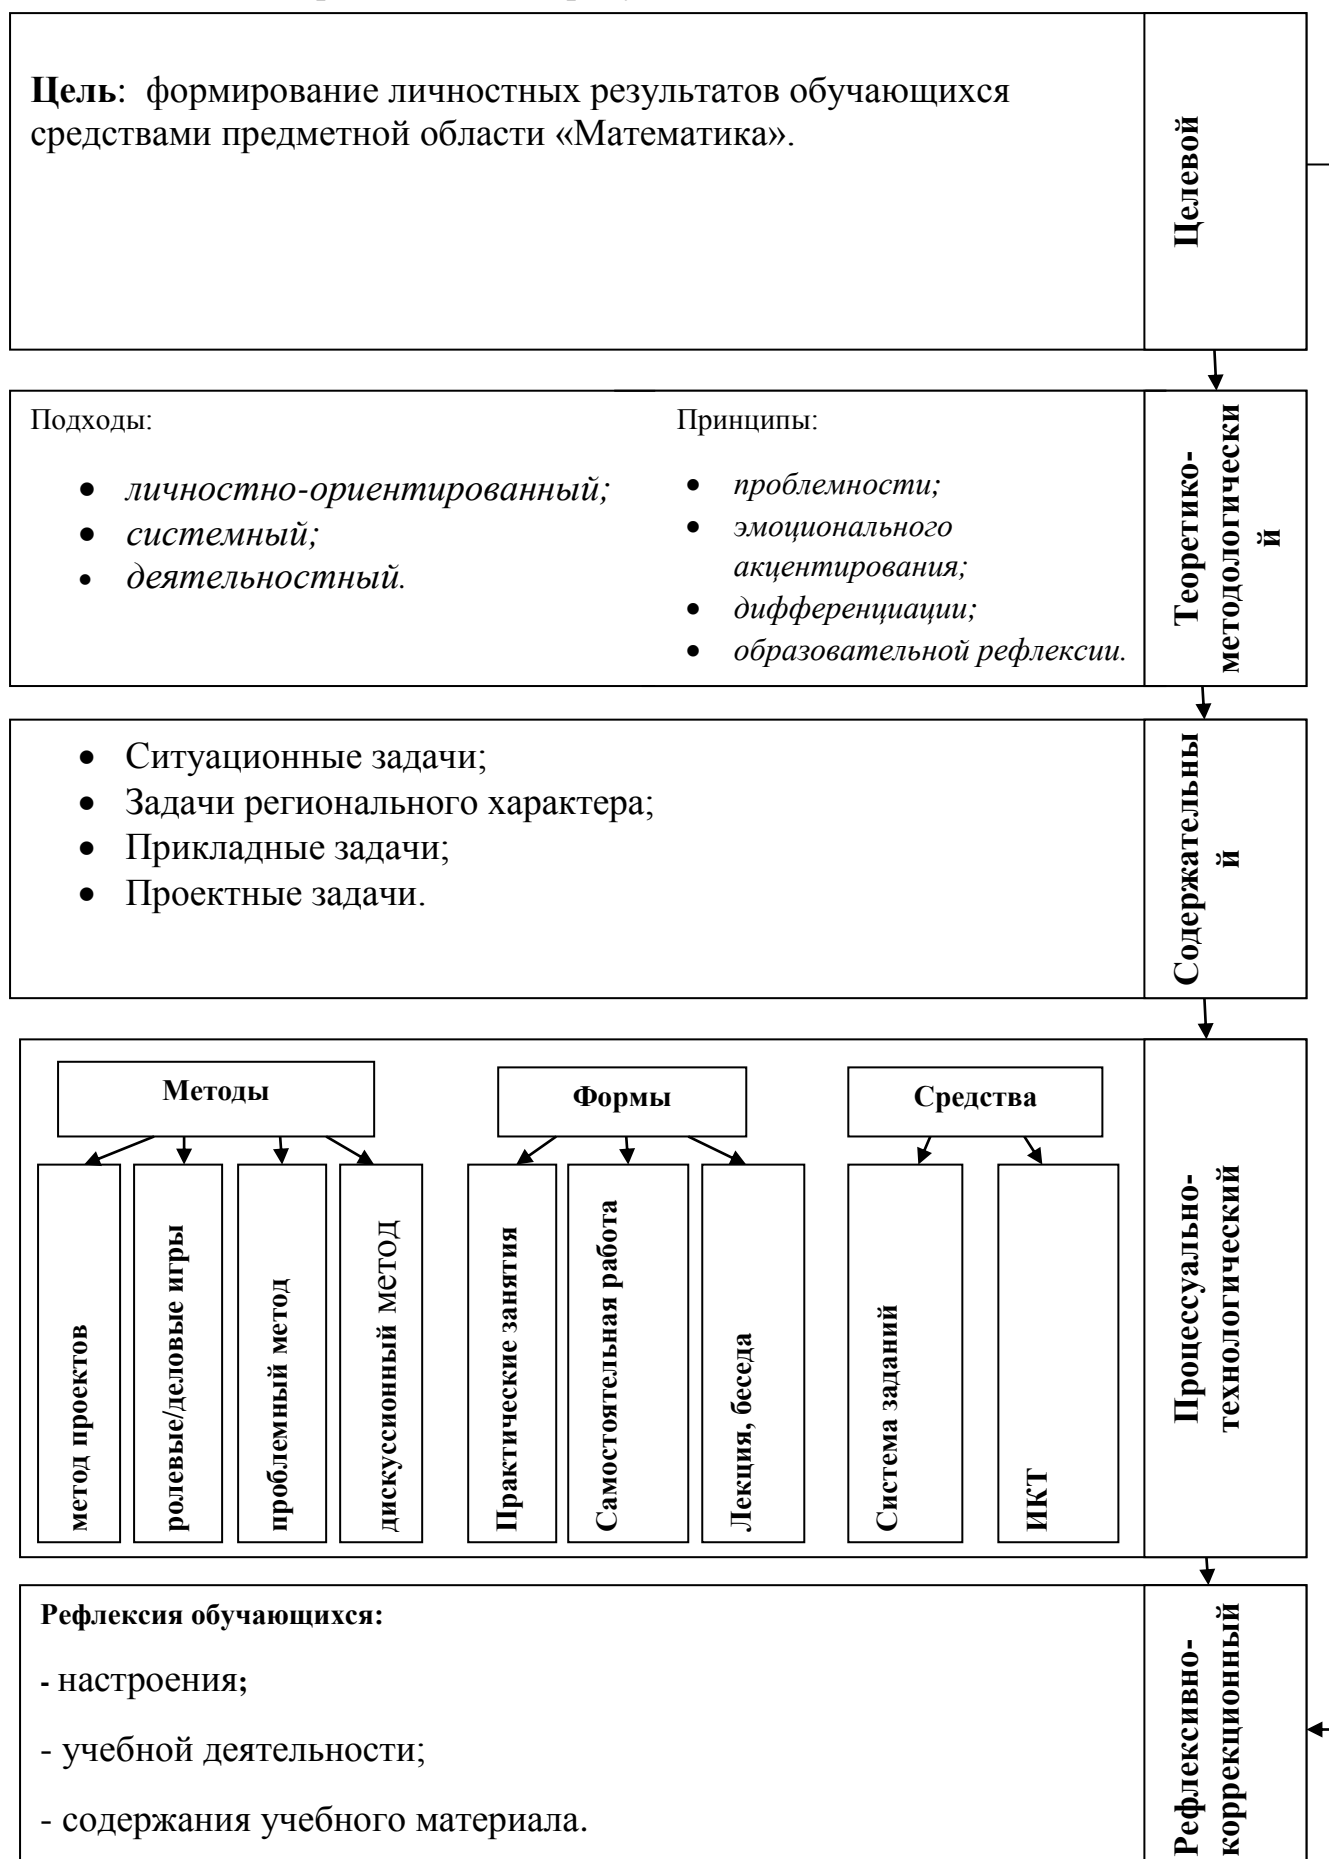 Цель: формирование личностных результатов обучающихся
средствами предметной области «Математика».
Целевой
Подходы:
• личностно-ориентированный;
• системный;
• деятельностный.
Принципы:
• проблемности;
• эмоционального
акцентирования;
• дифференциации;
• образовательной рефлексии.
Теоретико-
методологически
й
• Ситуационные задачи;
• Задачи регионального характера;
• Прикладные задачи;
• Проектные задачи.
Содержательны
й
Методы
метод проектов
ролевые/деловые игры
проблемный метод
дискуссионный метод
Формы
Практические занятия
Самостоятельная работа
Лекция, беседа
Средства
Система заданий
ИКТ
Процессуально-
технологический
Рефлексия обучающихся:
- настроения;
- учебной деятельности;
- содержания учебного материала.
Рефлексивно-
коррекционный